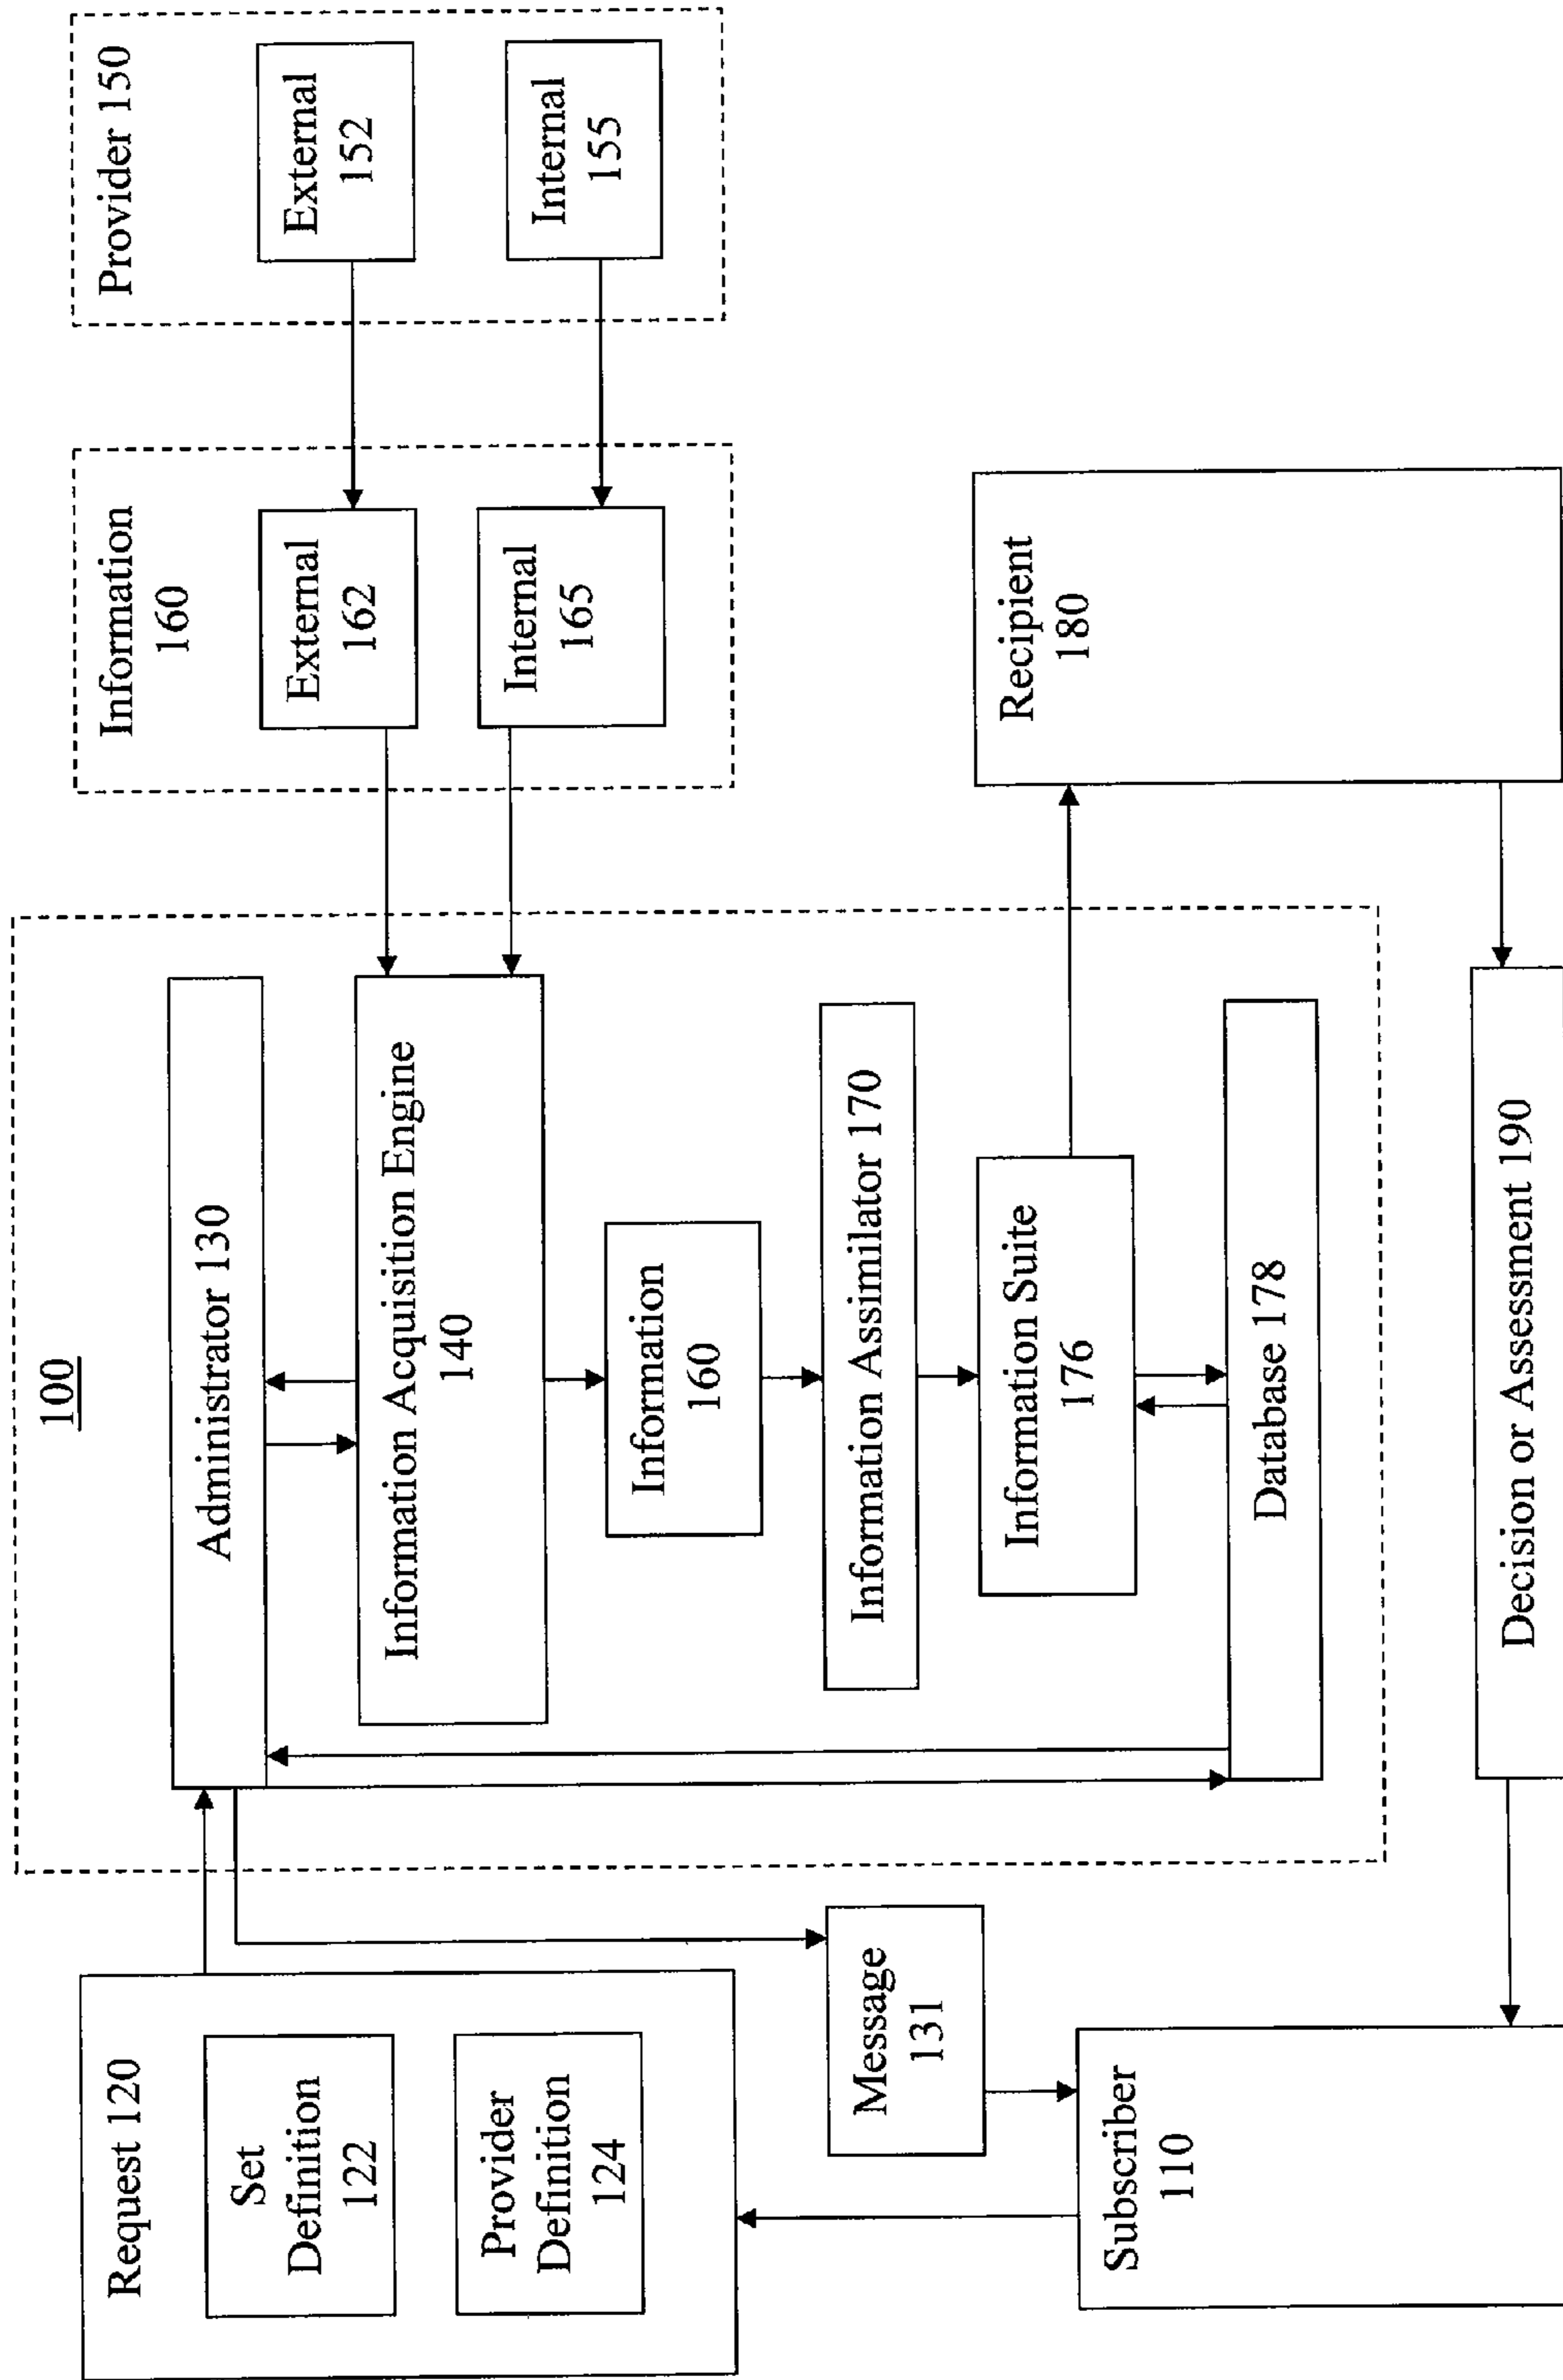 Request 120
Set
Definition
122
Provider
Definition
124
Message
131
Subscriber
110
100
Administrator 130
Information Acquisition Engine
140
Information
160
Information Assimilator 170
Information Suite
176
Database 178
Decision or Assessment 190
Information
160
External
162
Internal
165
Recipient
180
Provider 150
External
152
Internal
155